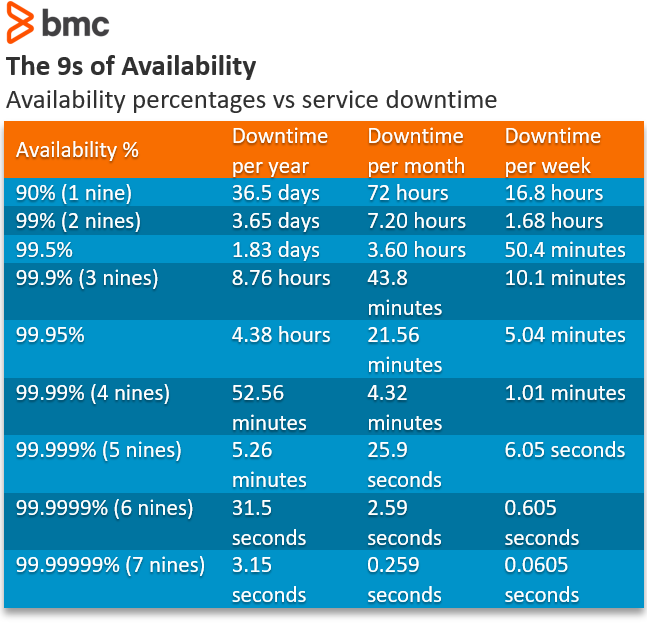 bmc
The 9s of Availability
Availability percentages vs service downtime
Availability % Downtime per year Downtime per month Downtime per week
90% (1 nine) 36.5 days 72 hours 16.8 hours
99% (2 nines) 3.65 days 7.20 hours 1.68 hours
99.5% 1.83 days 3.60 hours 50.4 minutes
99.9% (3 nines) 8.76 hours 43.8 minutes 10.1 minutes
99.95% 4.38 hours 21.56 minutes 5.04 minutes
99.99% (4 nines) 52.56 minutes 4.32 minutes 1.01 minutes
99.999% (5 nines) 5.26 minutes 25.9 seconds 6.05 seconds
99.9999% (6 nines) 31.5 seconds 2.59 seconds 0.605 seconds
99.99999% (7 nines) 3.15 seconds 0.259 seconds 0.0605 seconds